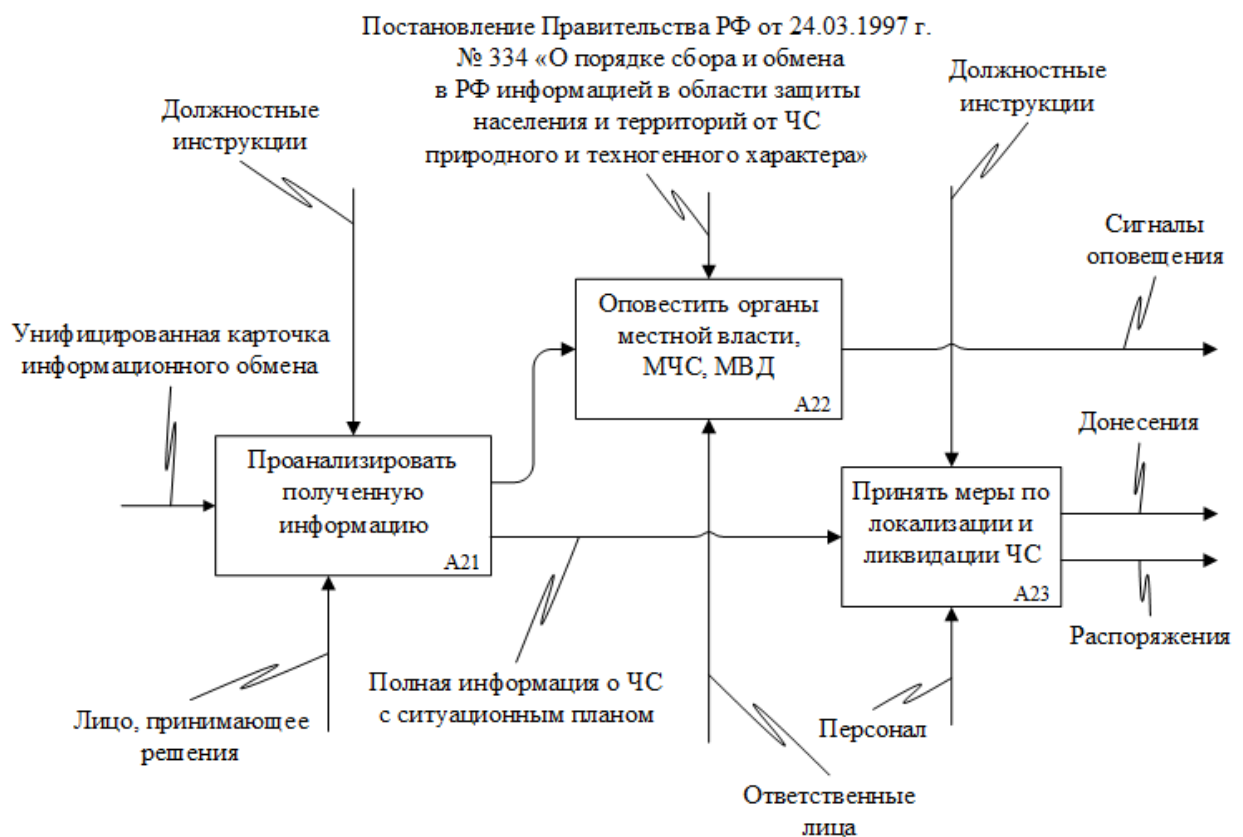 Постановление Правительства РФ от 24.03.1997 г.
№ 334 «О порядке сбора и обмена
в РФ информацией в области защиты
населения и территорий от ЧС
природного и техногенного характера»
Должностные
инструкции
Должностные
инструкции
Сигналы
оповещения
Унифицированная карточка
информационного обмена
Оповестить органы
местной власти,
МЧС, МВД
А22
Проанализировать
полученную
информацию
А21
Донесения
Принять меры по
локализации и
ликвидации ЧС
А23
Распоряжения
Лицо, принимающее
решения
Полная информация о ЧС
с ситуационным планом
Персонал
Ответственные
лица